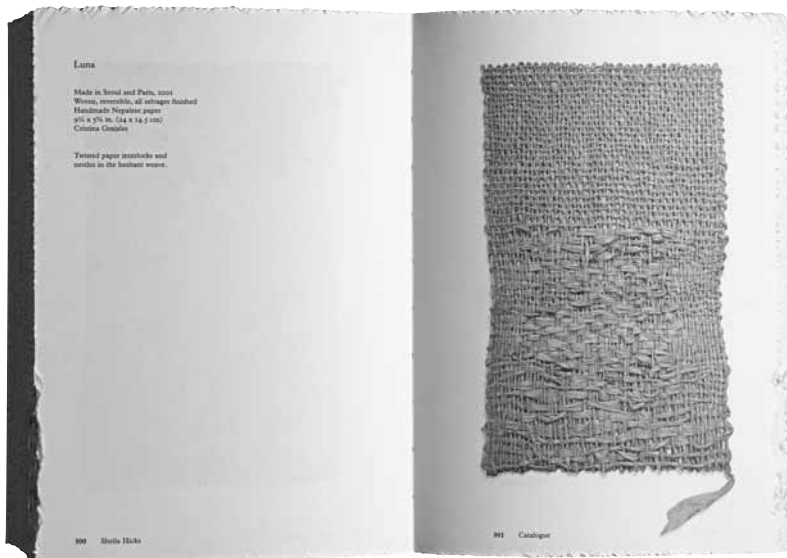 Luna
Made in Seoul and Paris, 2001
Woven, reversible, all selvages finished
Handmade Nepalese paper
9½ x 5¾ in. (24 x 14.5 cm)
Cristina Grajales
Twisted paper interlocks and
nestles in the hesitant weave.
300 Sheila Hicks
301 Catalogue